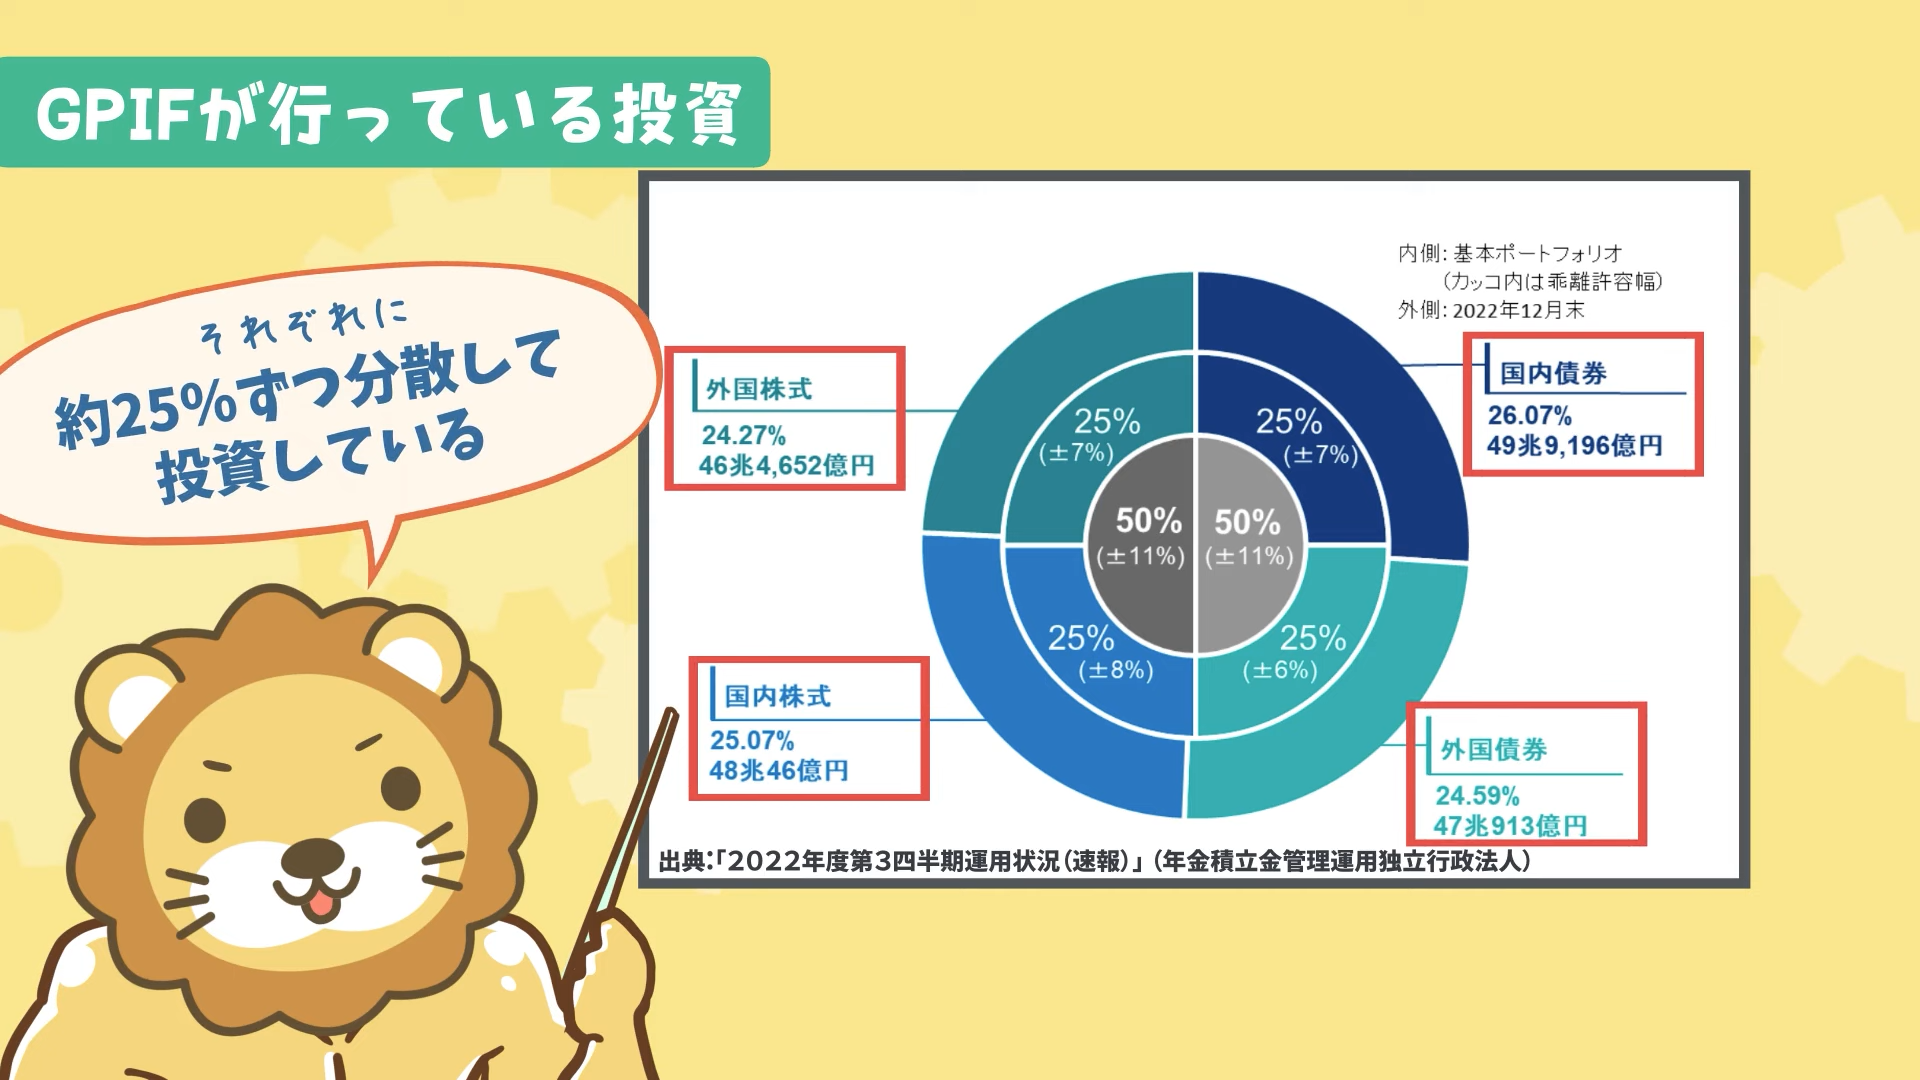 GPIFが行っている投資
それぞれに
約25%ずつ分散して
投資している
内側：基本ポートフォリオ
（カッコ内は乖離許容幅）
外側：2022年12月末
外国株式
24.27%
46兆4,652億円
国内債券
26.07%
49兆9,196億円
25%
(±7%)
25%
(±7%)
50%
(±11%)
50%
(±11%)
25%
(±8%)
25%
(±6%)
国内株式
25.07%
48兆46億円
外国債券
24.59%
47兆913億円
出典：「2022年度第3四半期運用状況（速報）」（年金積立金管理運用独立行政法人）